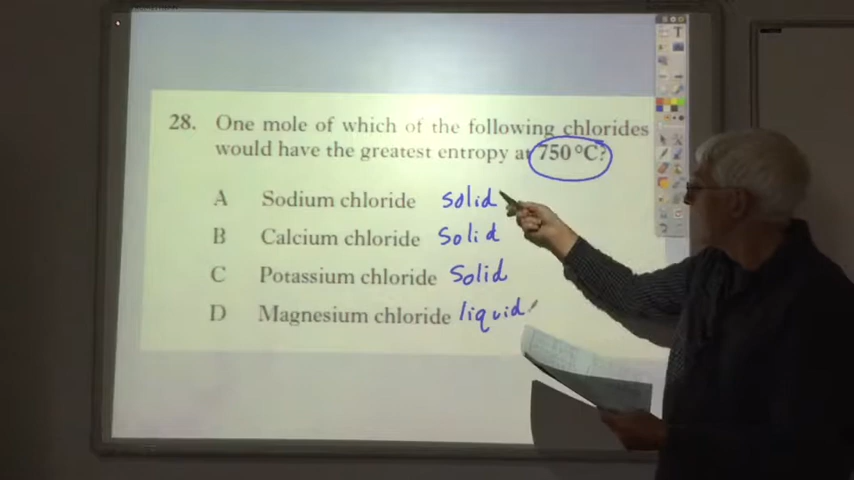 28. One mole of which of the following chlorides
would have the greatest entropy at 750 °C?
A Sodium chloride solid
B Calcium chloride solid
C Potassium chloride solid
D Magnesium chloride liquid